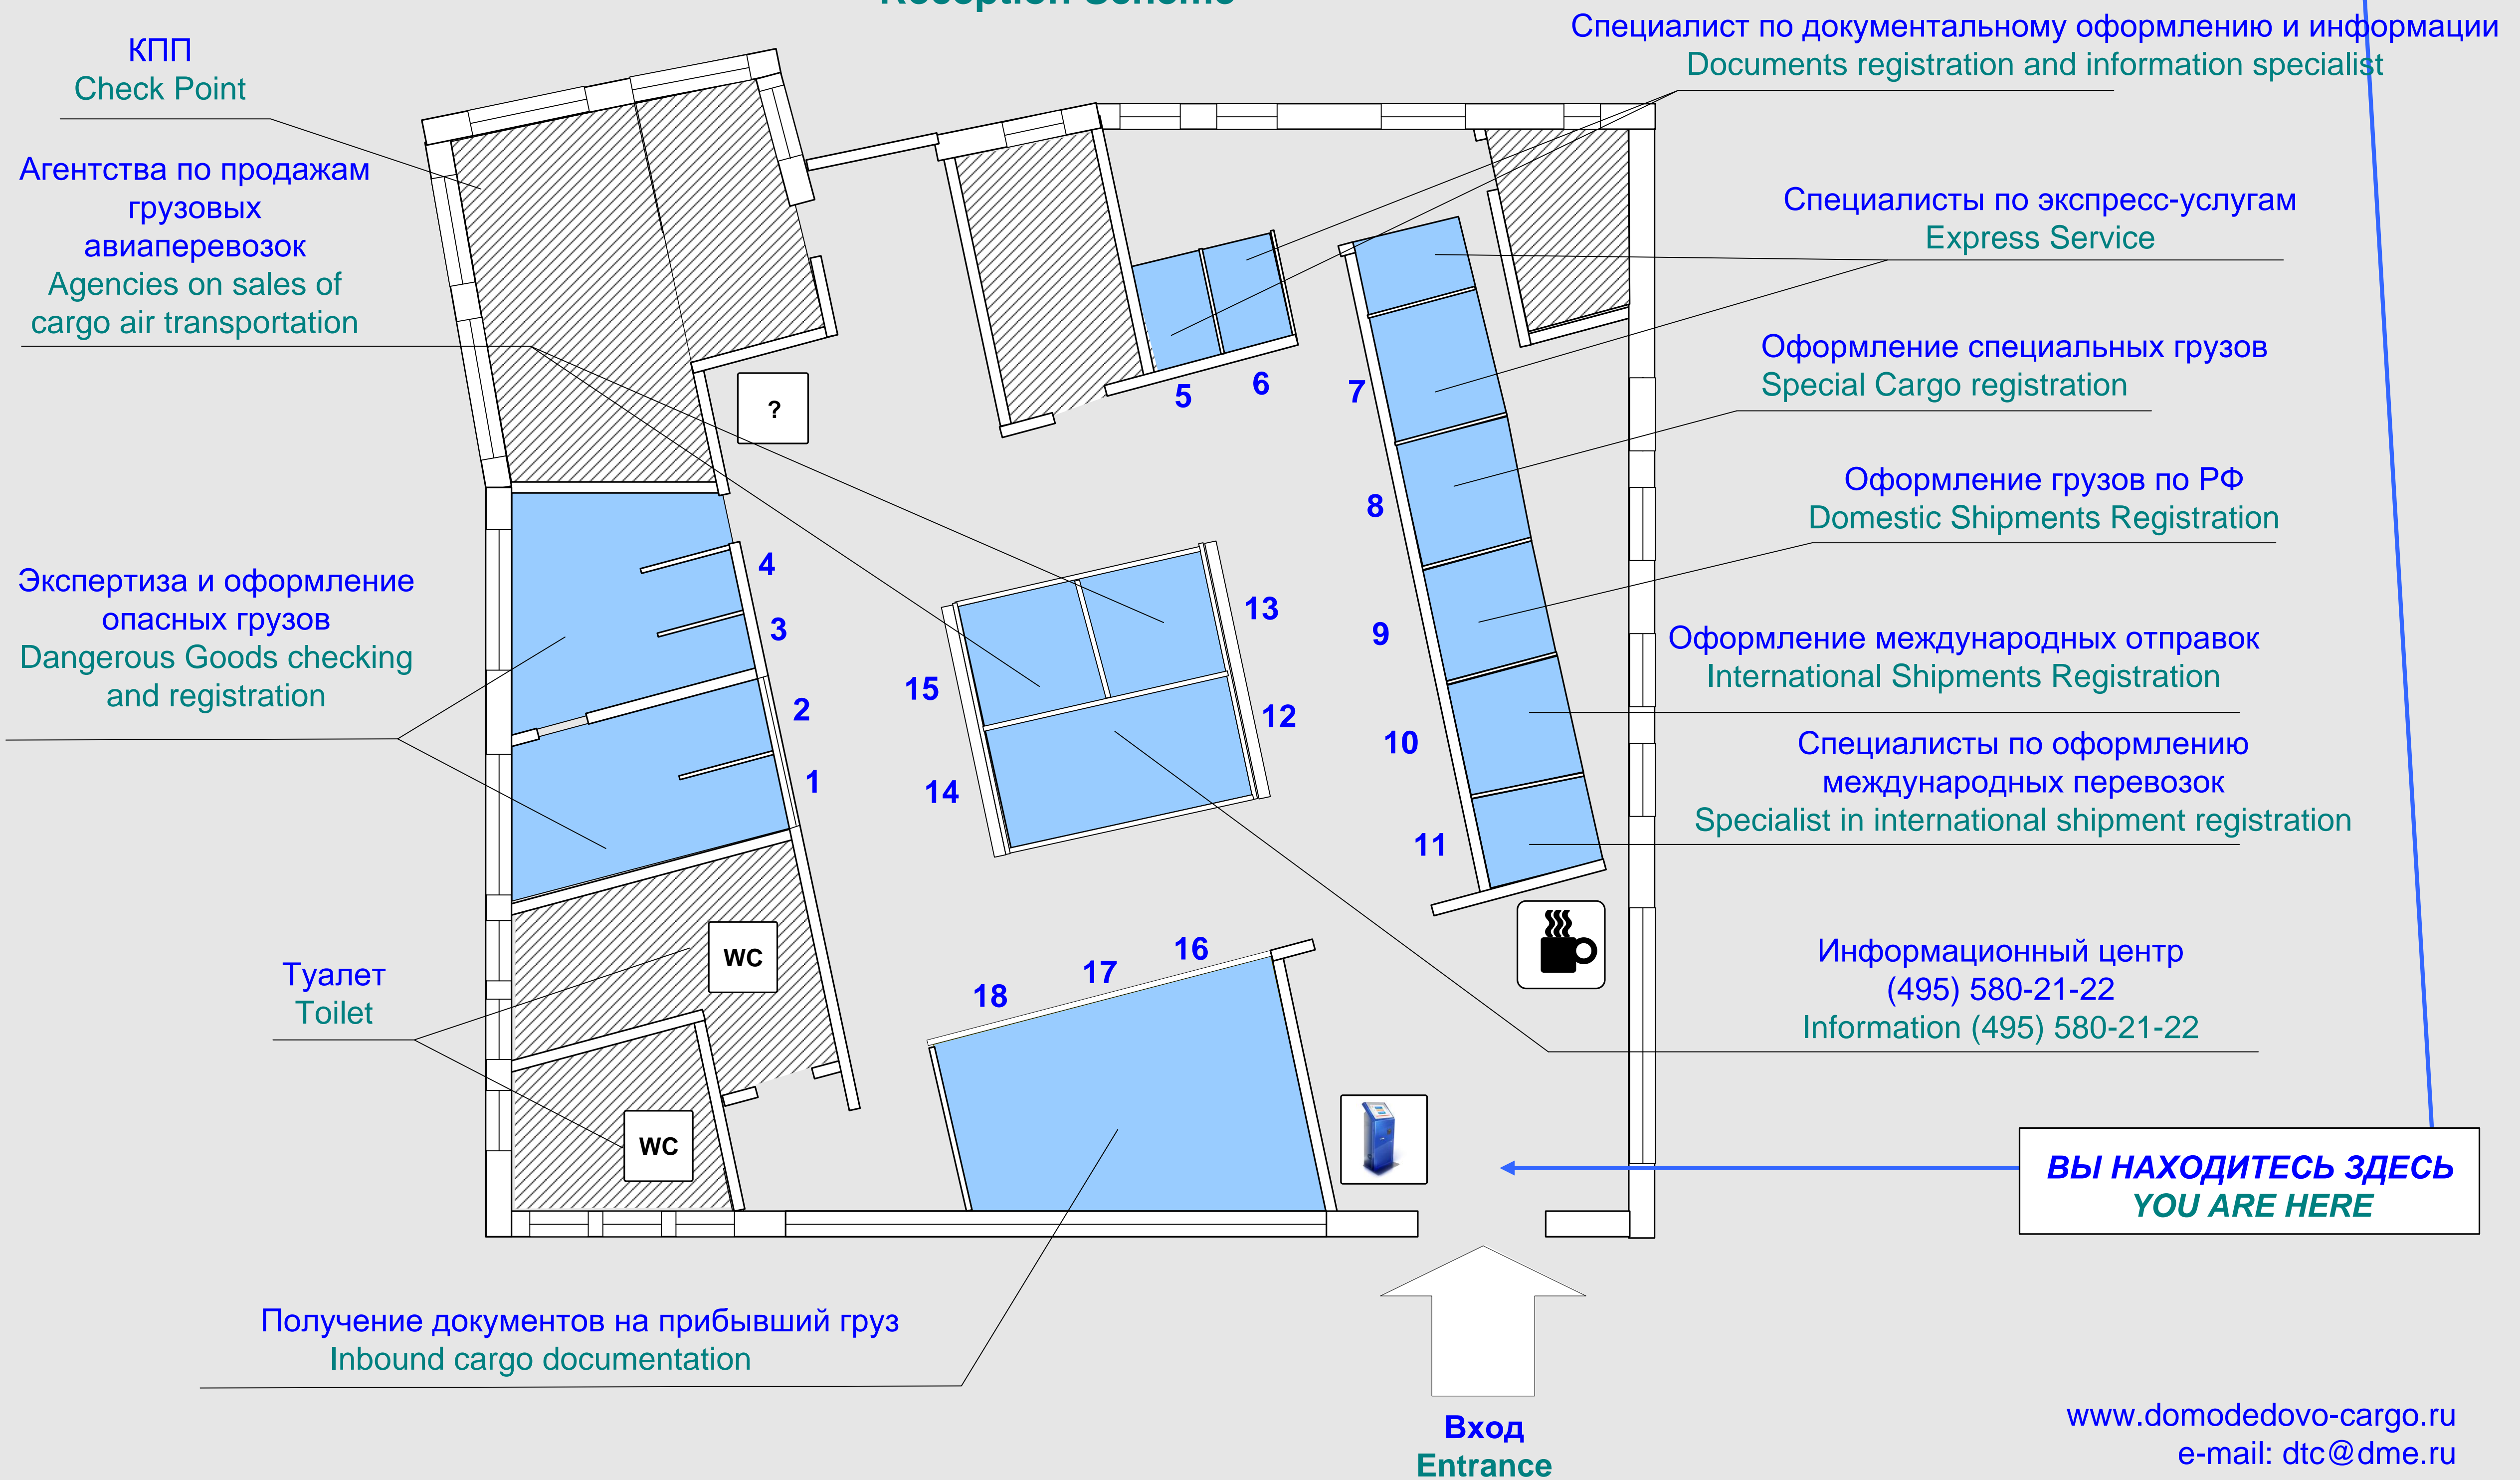 Reception Scheme
КПП
Check Point
Агентства по продажам
грузовых
авиаперевозок
Agencies on sales of
cargo air transportation
Экспертиза и оформление
опасных грузов
Dangerous Goods checking
and registration
Туалет
Toilet
Получение документов на прибывший груз
Inbound cargo documentation
Специалист по документальному оформлению и информации
Documents registration and information specialist
Специалисты по экспресс-услугам
Express Service
Оформление специальных грузов
Special Cargo registration
Оформление грузов по РФ
Domestic Shipments Registration
Оформление международных отправок
International Shipments Registration
Специалисты по оформлению
международных перевозок
Specialist in international shipment registration
Информационный центр
(495) 580-21-22
Information (495) 580-21-22
ВЫ НАХОДИТЕСЬ ЗДЕСЬ
YOU ARE HERE
?
5
6
7
8
9
10
11
4
3
2
1
13
12
15
14
16
17
18
WC
WC
Вход
Entrance
www.domodedovo-cargo.ru
e-mail: dtc@dme.ru